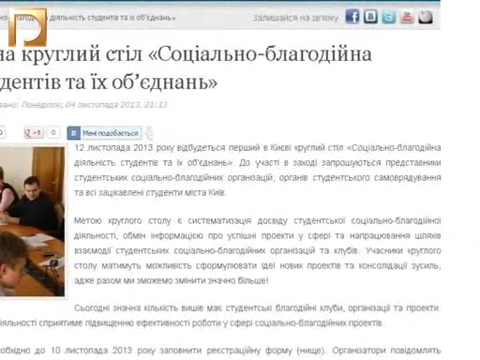 діяльність студентів та їх об'єднань»
Залишайся на зв'язку
на круглий стіл «Соціально-благодійна
дентів та їх об'єднань»
вано: Понеділок, 04 листопада 2013, 21:33
+1 0
Мені подобається
12 листопада 2013 року відбудеться перший в Києві круглий стіл «Соціально-благодійна
діяльність студентів та їх об'єднань». До участі в заході запрошуються представники
студентських соціально-благодійних організацій, органів студентського самоврядування
та всі зацікавлені студенти міста Київ.
Метою круглого столу є систематизація досвіду студентської соціально-благодійної
діяльності, обмін інформацією про успішні проекти у сфері та напрацювання шляхів
взаємодії студентських соціально-благодійних організацій та клубів. Учасники круглого
столу матимуть можливість сформулювати ідеї нових проектів та консолідації зусиль,
адже разом ми зможемо змінити значно більше!
Сьогодні значна кількість вишів має студентські благодійні клуби, організації та проекти.
іяльності сприятиме підвищенню ефективності роботи у сфері соціально-благодійних проектів.
еобхідно до 10 листопада 2013 року заповнити реєстраційну форму (нище). Організатори повідомлять